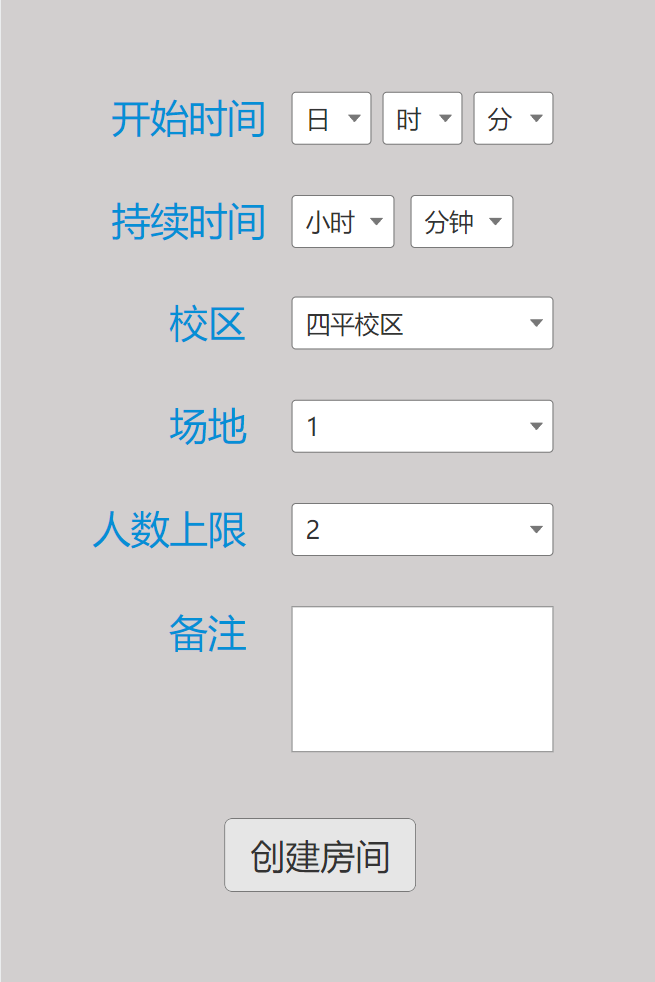 开始时间 日 时 分
持续时间 小时 分钟
校区 四平校区
场地 1
人数上限 2
备注
创建房间